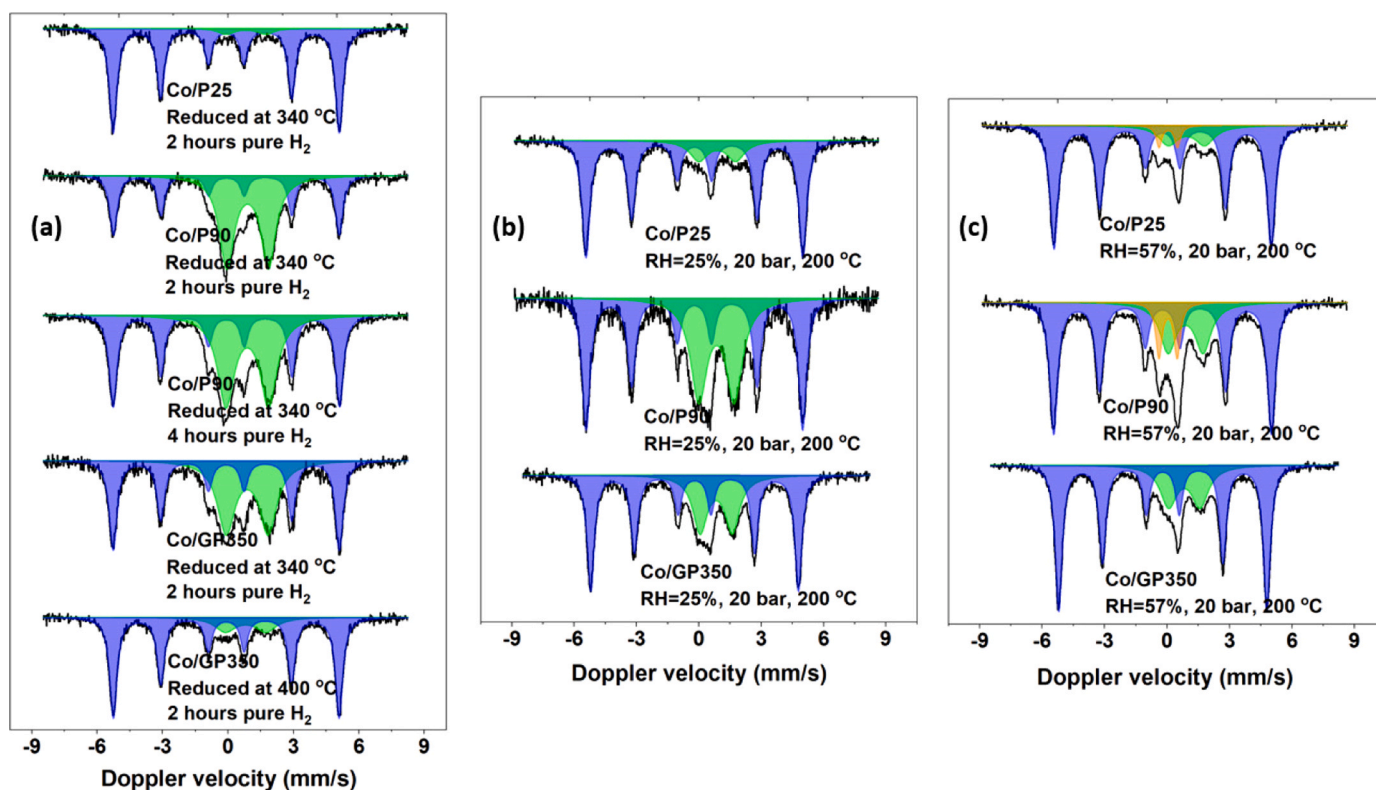 (a)
Co/P25
Reduced at 340 °C
2 hours pure H₂
Co/P90
Reduced at 340 °C
2 hours pure H₂
Co/P90
Reduced at 340 °C
4 hours pure H₂
Co/GP350
Reduced at 340 °C
2 hours pure H₂
Co/GP350
Reduced at 400 °C
2 hours pure H₂
-9 -6 -3 0 3 6 9
Doppler velocity (mm/s)
(b)
Co/P25
RH=25%, 20 bar, 200 °C
Co/P90
RH=25%, 20 bar, 200 °C
Co/GP350
RH=25%, 20 bar, 200 °C
-9 -6 -3 0 3 6 9
Doppler velocity (mm/s)
(c)
Co/P25
RH=57%, 20 bar, 200 °C
Co/P90
RH=57%, 20 bar, 200 °C
Co/GP350
RH=57%, 20 bar, 200 °C
-9 -6 -3 0 3 6 9
Doppler velocity (mm/s)